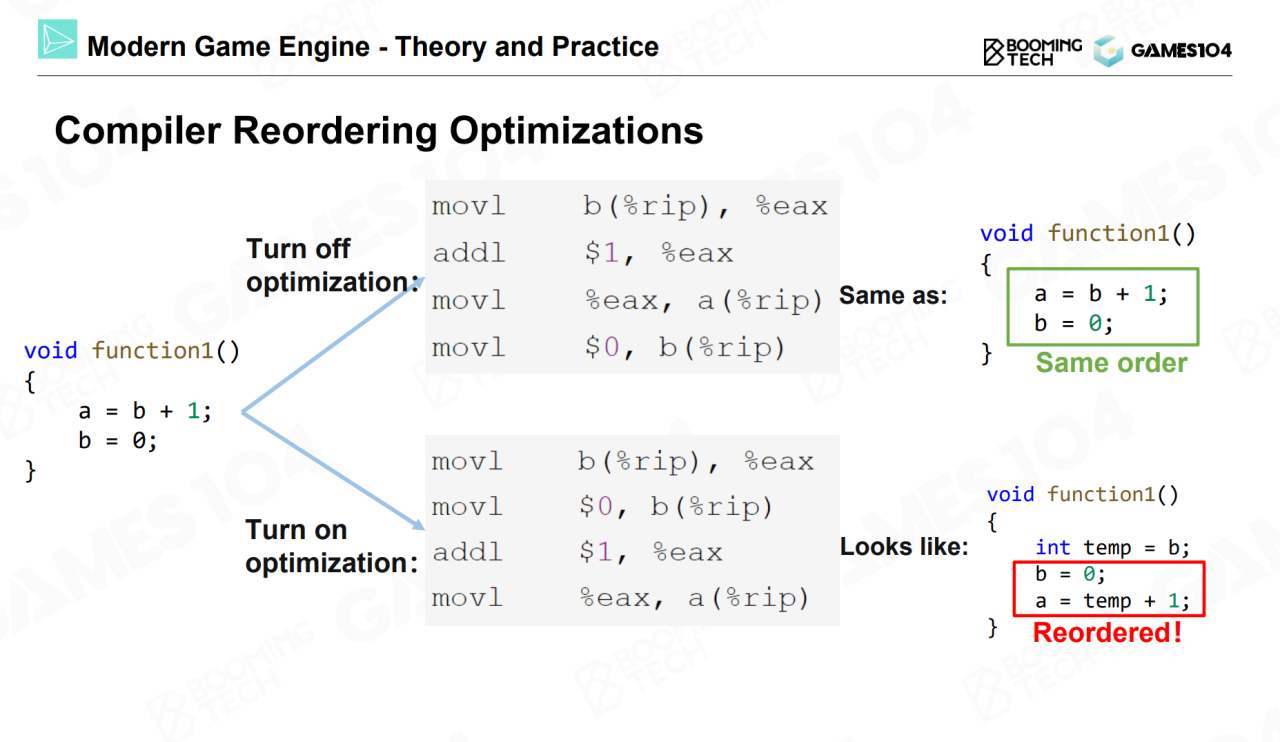 Modern Game Engine - Theory and Practice
BOOMING
TECH
GAMES104
Compiler Reordering Optimizations
void function1()
{
a = b + 1;
b = 0;
}
Turn off
optimization:
movl b(%rip), %eax
addl $1, %eax
movl %eax, a(%rip)
movl $0, b(%rip)
Same as:
void function1()
{
a = b + 1;
b = 0;
}
Same order
Turn on
optimization:
movl b(%rip), %eax
movl $0, b(%rip)
addl $1, %eax
movl %eax, a(%rip)
Looks like:
void function1()
{
int temp = b;
b = 0;
a = temp + 1;
}
Reordered!